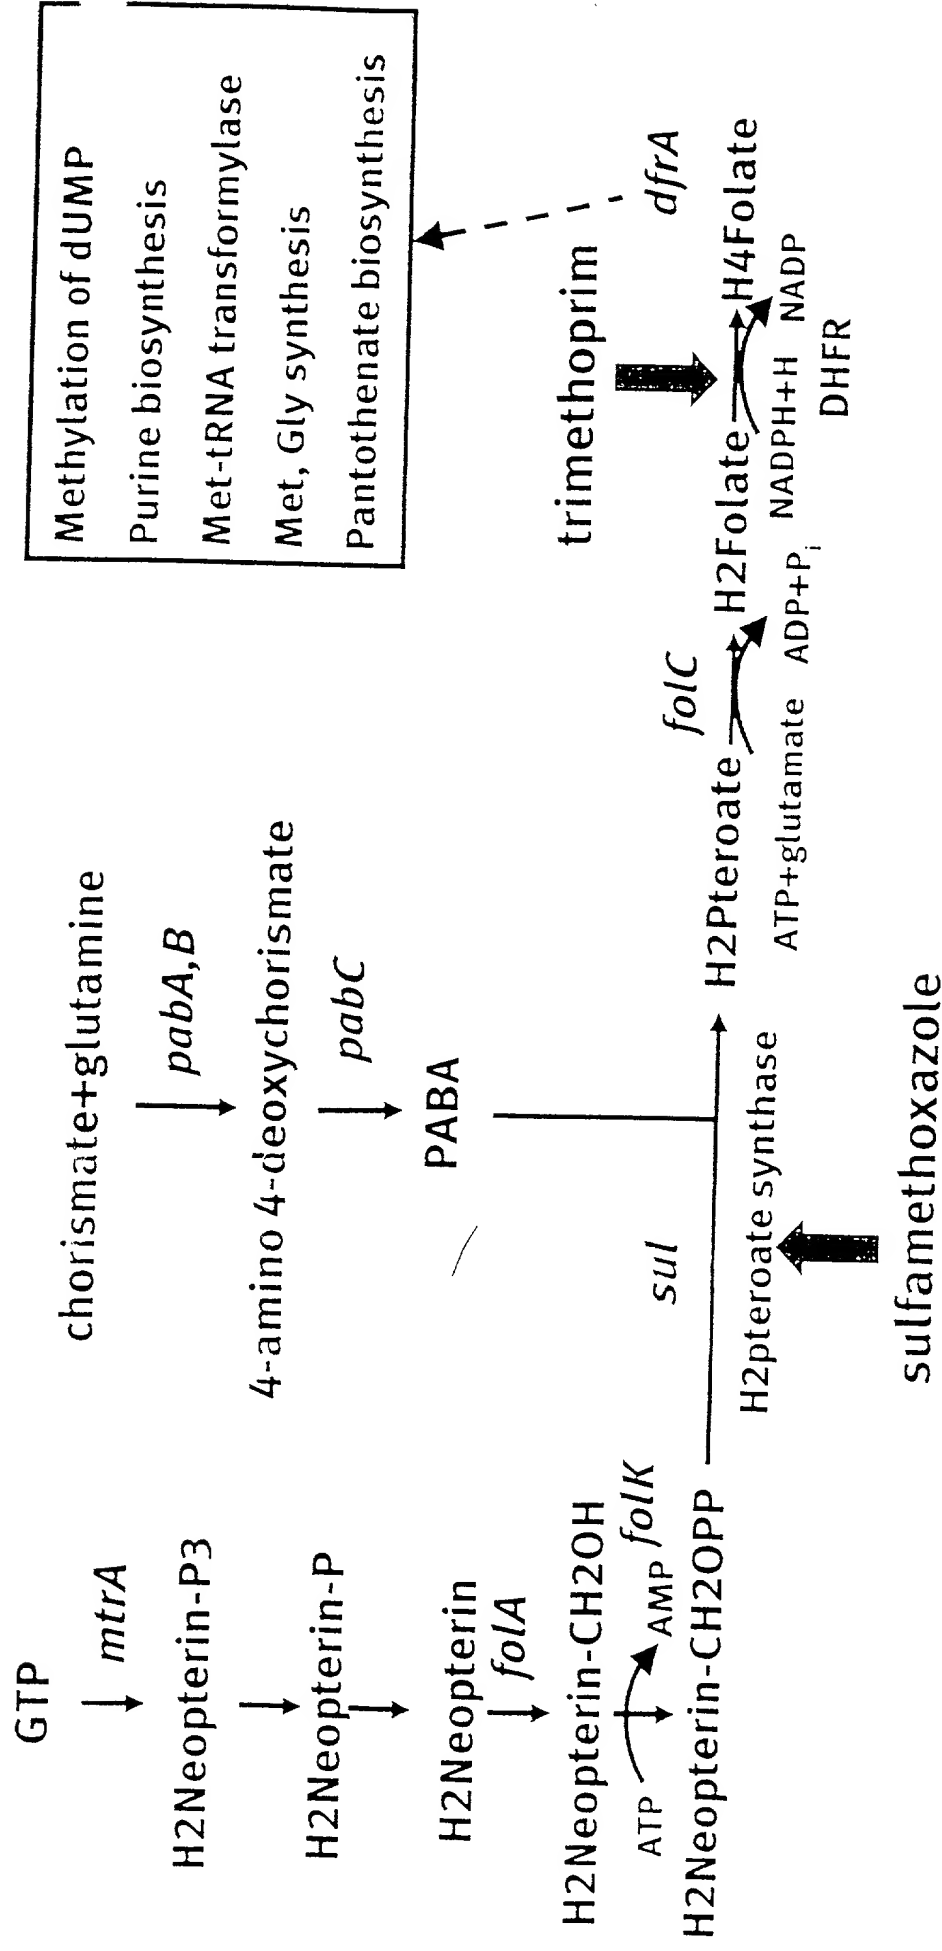 GTP
mtrA
H2Neopterin-P3
H2Neopterin-P
H2Neopterin
folA
H2Neopterin-CH2OH
ATP
AMP
folK
H2Neopterin-CH2OPP
chorismate+glutamine
pabA,B
4-amino 4-deoxychorismate
pabC
PABA
sul
H2pteroate synthase
sulfamethoxazole
H2Pteroate
folC
ATP+glutamate
ADP+Pi
H2Folate
trimethoprim
NADPH+H
NADP
DHFR
H4Folate
dfrA
Methylation of dUMP
Purine biosynthesis
Met-tRNA transformylase
Met, Gly synthesis
Pantothenate biosynthesis